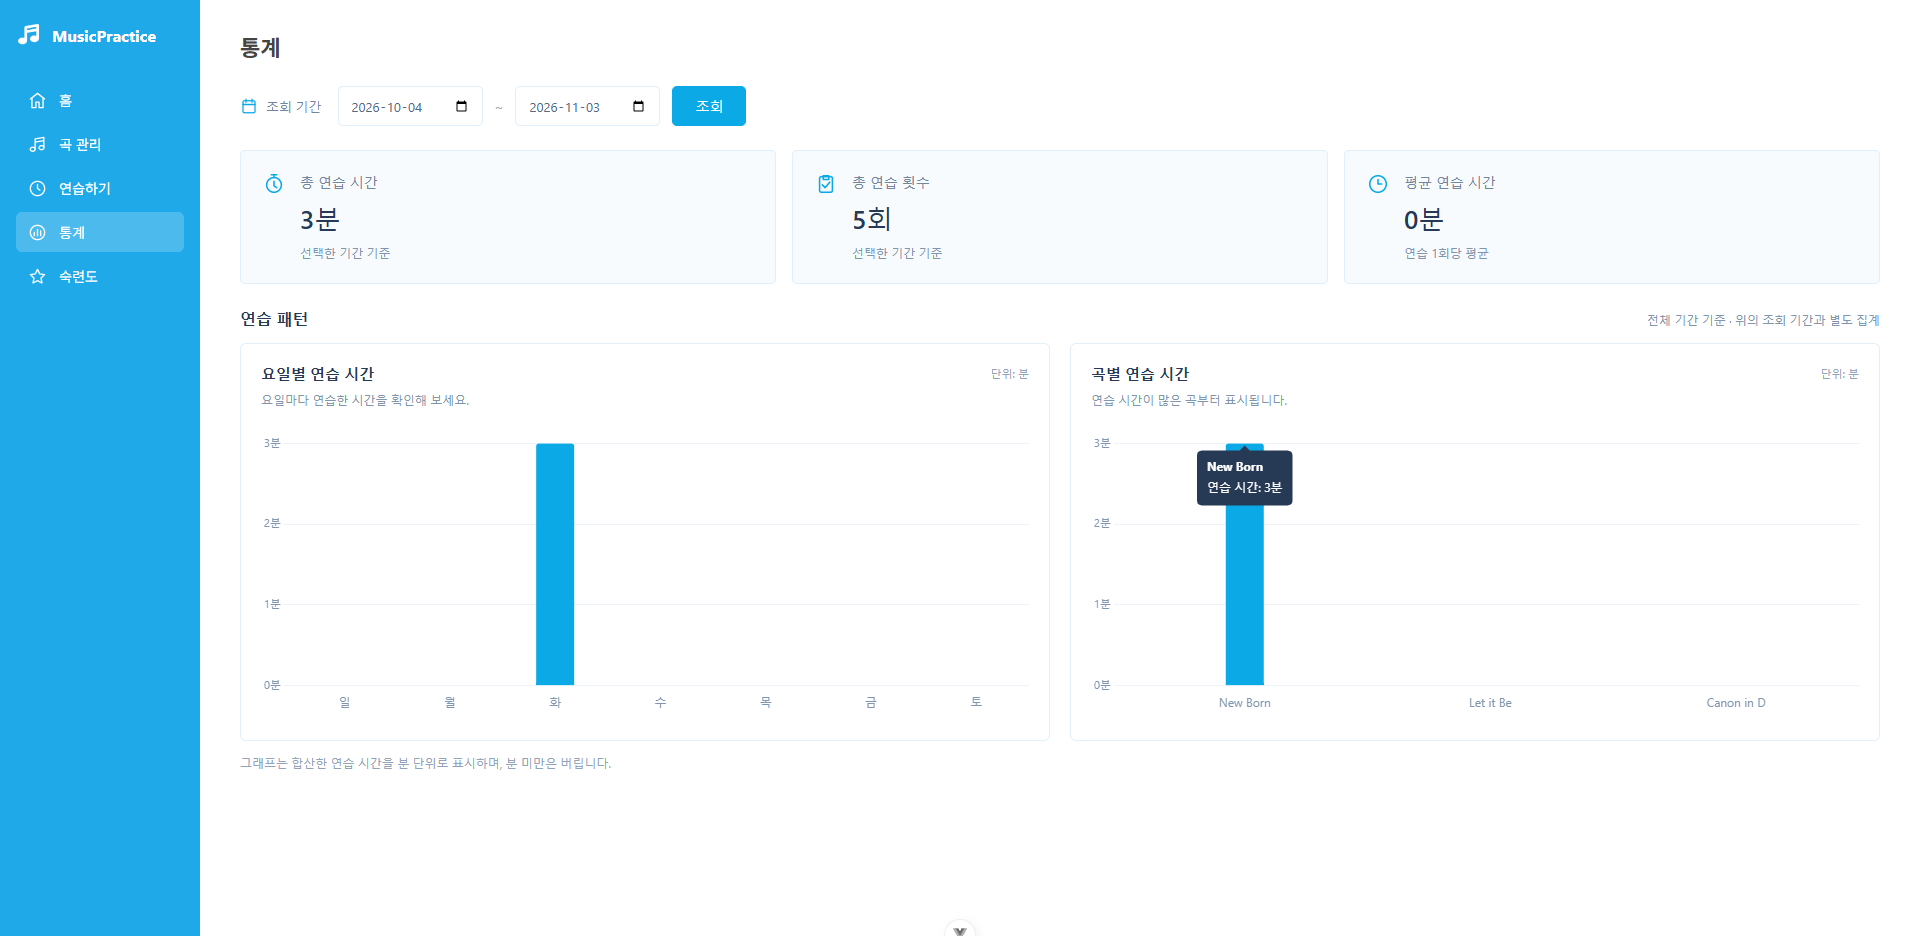 MusicPractice
홈
곡 관리
연습하기
통계
숙련도
통계
조회 기간 2026-10-04 ~ 2026-11-03 조회
총 연습 시간
3분
선택한 기간 기준
총 연습 횟수
5회
선택한 기간 기준
평균 연습 시간
0분
연습 1회당 평균
연습 패턴
전체 기간 기준 · 위의 조회 기간과 별도 집계
요일별 연습 시간
단위: 분
요일마다 연습한 시간을 확인해 보세요.
3분
2분
1분
0분
일 월 화 수 목 금 토
곡별 연습 시간
단위: 분
연습 시간이 많은 곡부터 표시됩니다.
3분
New Born
연습 시간: 3분
2분
1분
0분
New Born Let it Be Canon in D
그래프는 합산한 연습 시간을 분 단위로 표시하며, 분 미만은 버립니다.